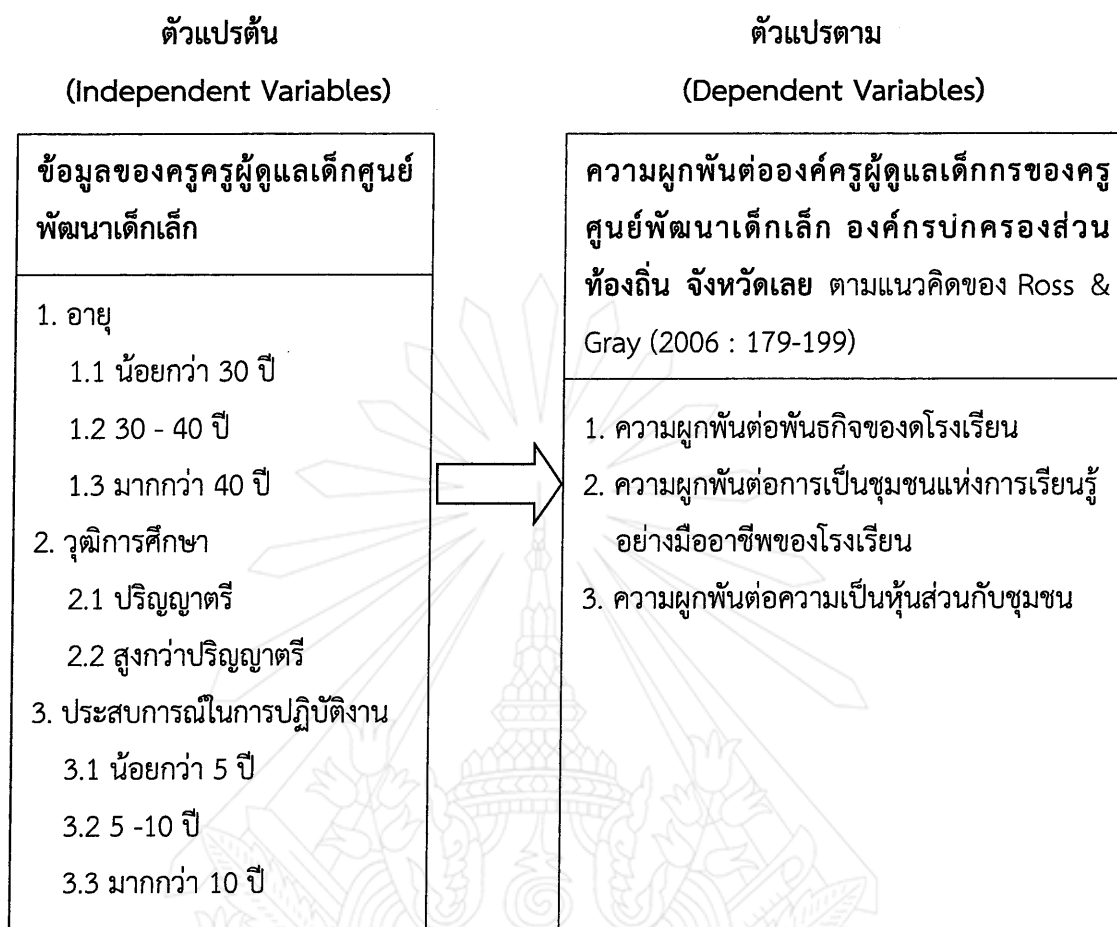 ตัวแปรต้น
(Independent Variables)
ข้อมูลของครูครูผู้ดูแลเด็กศูนย์
พัฒนาเด็กเล็ก
1. อายุ
1.1 น้อยกว่า 30 ปี
1.2 30 - 40 ปี
1.3 มากกว่า 40 ปี
2. วุฒิการศึกษา
2.1 ปริญญาตรี
2.2 สูงกว่าปริญญาตรี
3. ประสบการณ์ในการปฏิบัติงาน
3.1 น้อยกว่า 5 ปี
3.2 5 -10 ปี
3.3 มากกว่า 10 ปี
ตัวแปรตาม
(Dependent Variables)
ความผูกพันต่อองค์ครูผู้ดูแลเด็กกรของครู
ศูนย์พัฒนาเด็กเล็ก องค์กรบ่กครองส่วน
ท้องถิ่น จังหวัดเลย ตามแนวคิดของ Ross &
Gray (2006 : 179-199)
1. ความผูกพันต่อพันธกิจของดโรงเรียน
2. ความผูกพันต่อการเป็นชุมชนแห่งการเรียนรู้
อย่างมืออาชีพของโรงเรียน
3. ความผูกพันต่อความเป็นหุ้นส่วนกับชุมชน